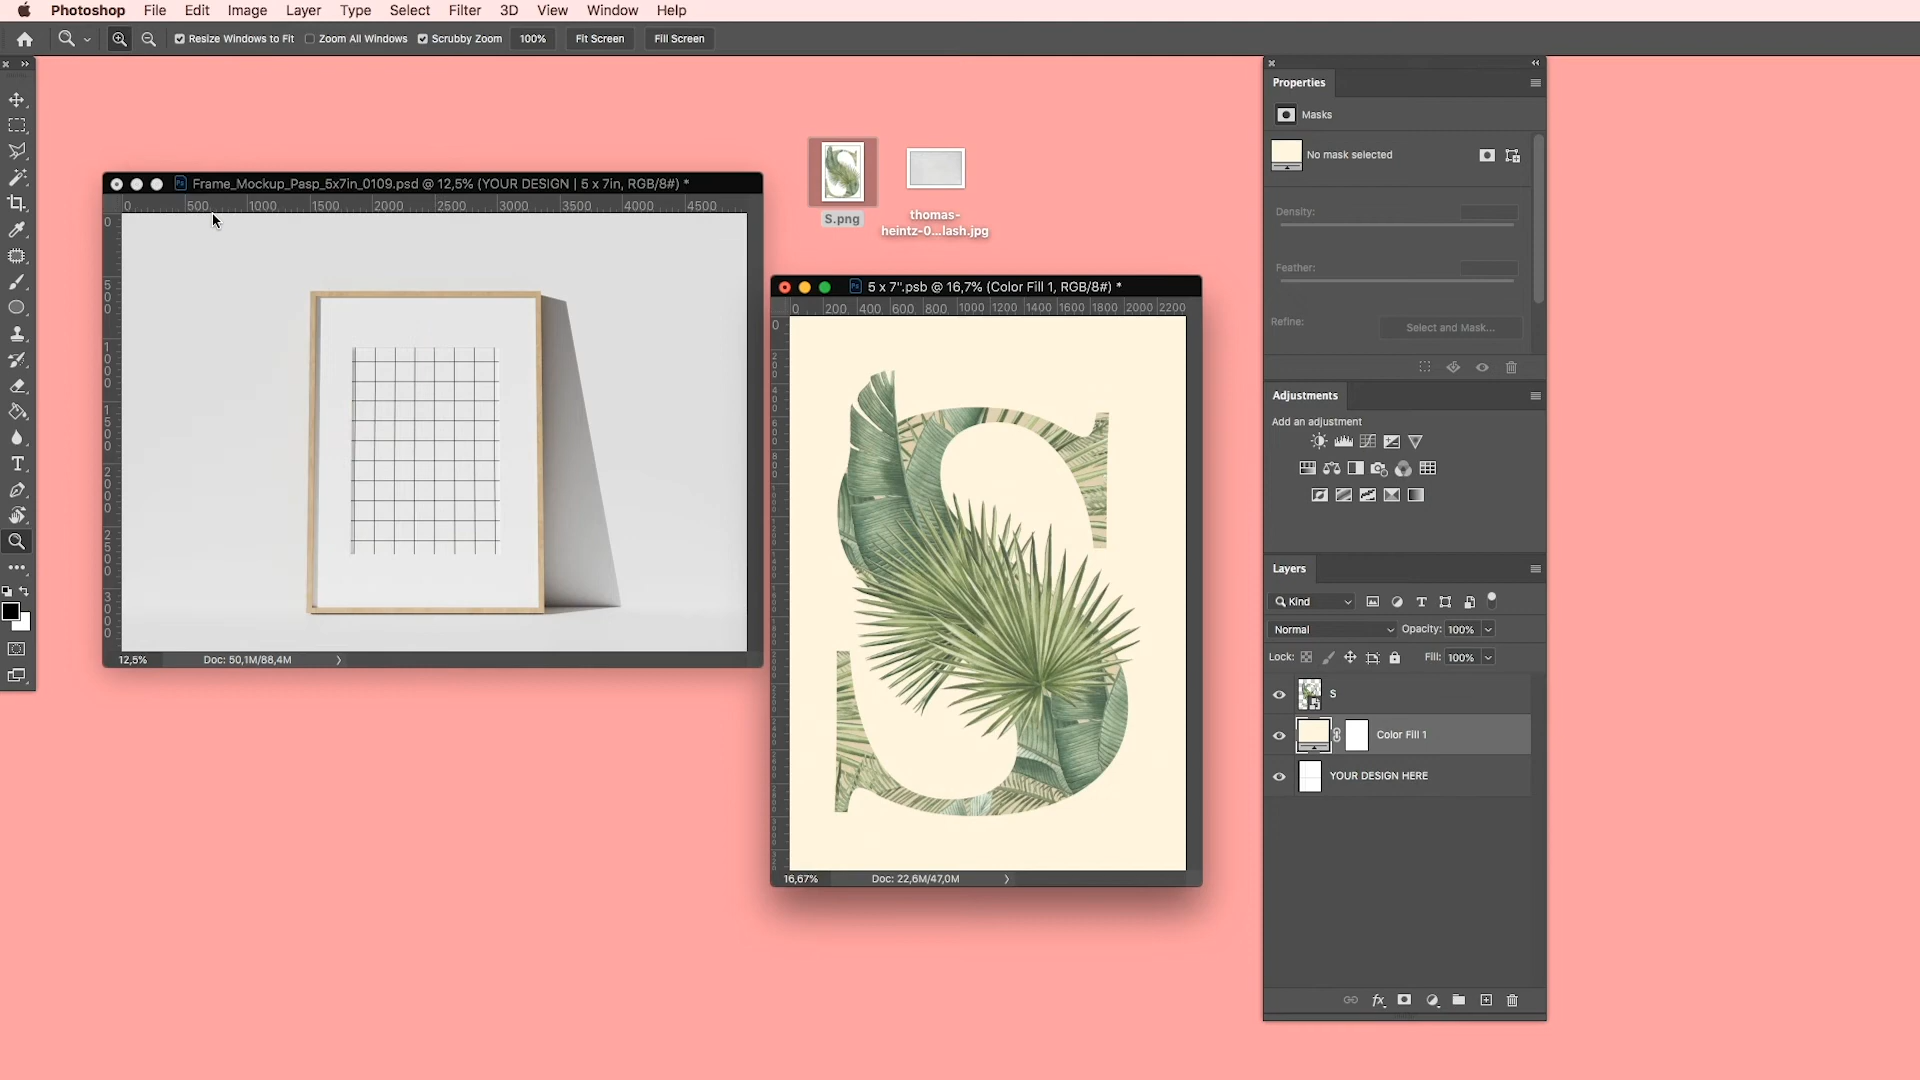 Photoshop File Edit Image Layer Type Select Filter 3D View Window Help
Resize Windows to Fit Zoom All Windows Scrubby Zoom 100% Fit Screen Fill Screen
Frame_Mockup_Pasp_5x7in_0109.psd @ 12,5% (YOUR DESIGN | 5 x 7in, RGB/8#) *
0 500 1000 1500 2000 2500 3000 3500 4000 4500
12,5% Doc: 50,1M/88,4M
S.png
thomas-
heintz-0...lash.jpg
5 x 7".psb @ 16,7% (Color Fill 1, RGB/8#) *
0 200 400 600 800 1000 1200 1400 1600 1800 2000 2200
S
16,67% Doc: 22,6M/47,0M
Properties
Masks
No mask selected
Density:
Feather:
Refine: Select and Mask...
Adjustments
Add an adjustment
Layers
Kind
Normal Opacity: 100%
Lock: Fill: 100%
S
Color Fill 1
YOUR DESIGN HERE
fx